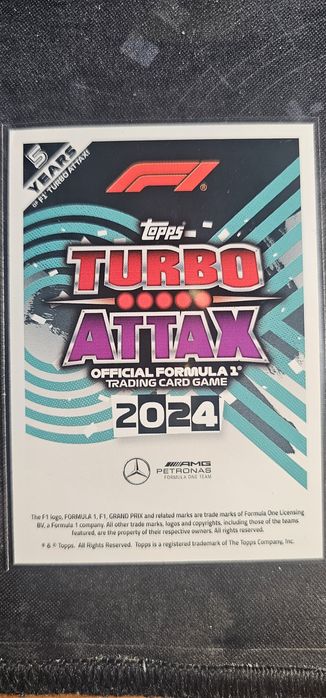 5
YEARS
OF F1 TURBO ATTAX!
F1®
Topps
TURBO
ATTAX
OFFICIAL FORMULA 1®
TRADING CARD GAME
2024
AMG
PETRONAS
FORMULA ONE TEAM
The F1 logo, FORMULA 1, F1, GRAND PRIX and related marks are trade marks of Formula One Licensing
BV, a Formula 1 company. All other trade marks, logos and copyrights, including those of the teams
featured, are the property of their respective owners. All rights reserved.
® & © Topps. All Rights Reserved. Topps is a registered trademark of The Topps Company, Inc.